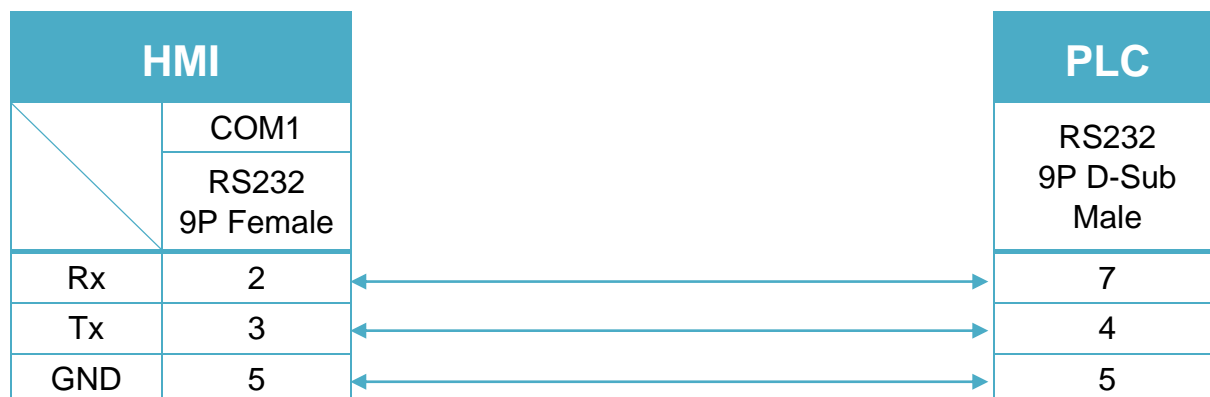 HMI
PLC
COM1
RS232
9P Female
RS232
9P D-Sub
Male
Rx 2 7
Tx 3 4
GND 5 5